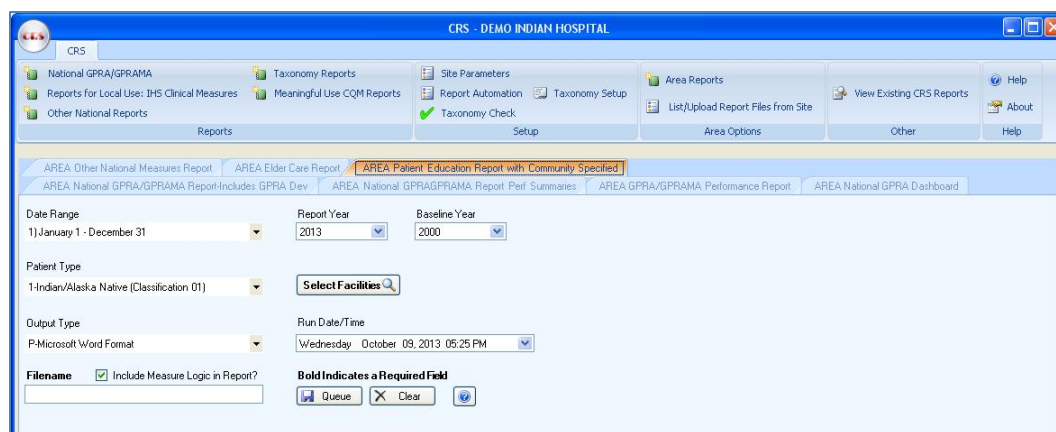 CRS - DEMO INDIAN HOSPITAL
CRS
CRS
National GPRA/GPRAMA
Reports for Local Use: IHS Clinical Measures
Other National Reports
Taxonomy Reports
Meaningful Use CQM Reports
Reports
Site Parameters
Report Automation
Taxonomy Setup
Taxonomy Check
Setup
Area Reports
List/Upload Report Files from Site
Area Options
View Existing CRS Reports
Other
Help
About
Help
AREA Other National Measures Report
AREA Elder Care Report
AREA Patient Education Report with Community Specified
AREA National GPRA/GPRAMA Report-Includes GPRA Dev
AREA National GPRAGPRAMA Report Perf Summaries
AREA GPRA/GPRAMA Performance Report
AREA National GPRA Dashboard
Date Range
Report Year
Baseline Year
1) January 1 - December 31
2013
2000
Patient Type
1-Indian/Alaska Native (Classification 01)
Select Facilities
Output Type
Run Date/Time
P-Microsoft Word Format
Wednesday October 09, 2013 05:25 PM
Filename
Include Measure Logic in Report?
Bold Indicates a Required Field
Queue
Clear